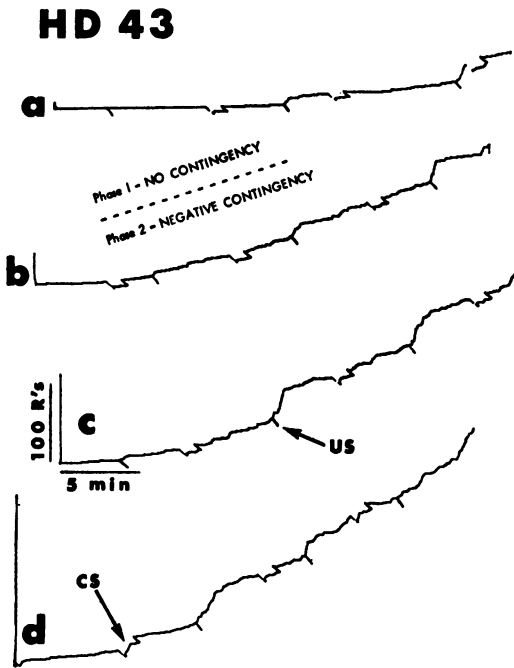 HD 43
a
Phase 1 - NO CONTINGENCY
Phase 2 - NEGATIVE CONTINGENCY
b
100 R's
c
US
5 min
CS
d